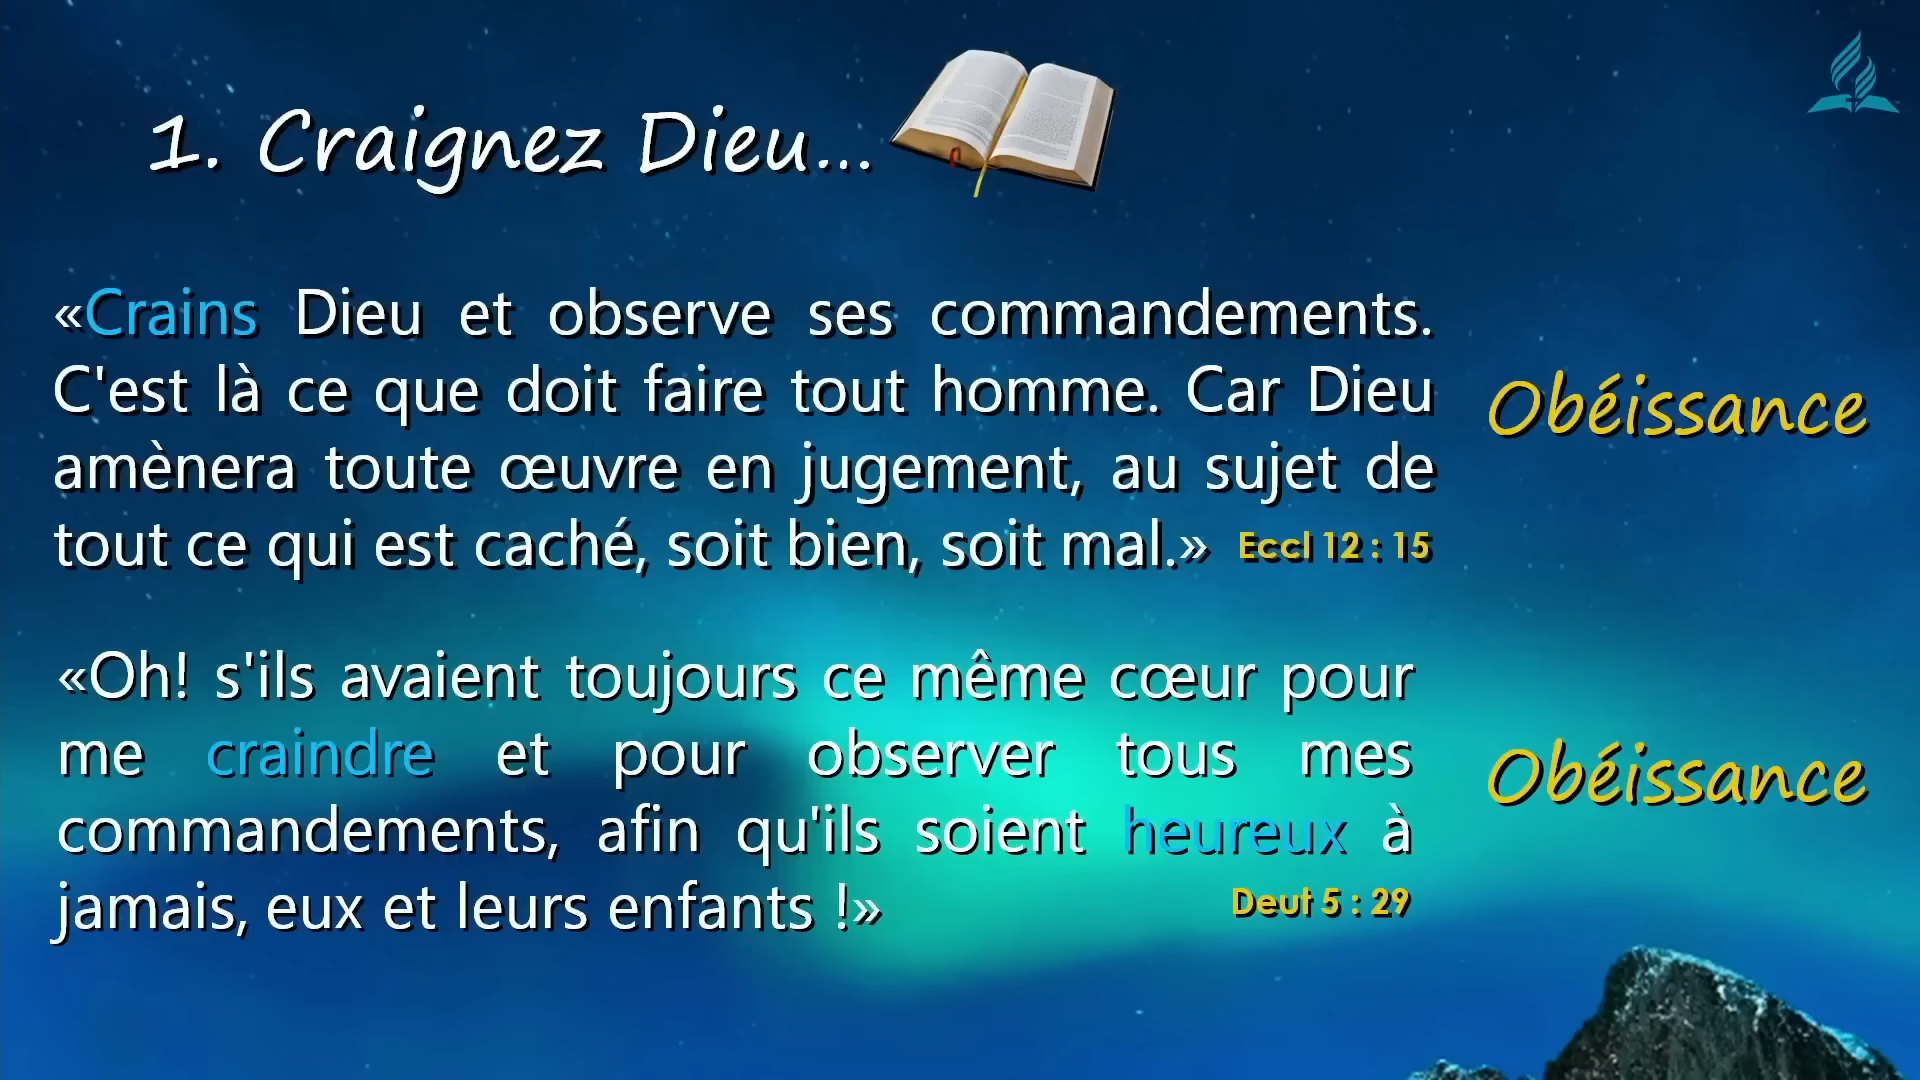 1. Craignez Dieu...
«Crains Dieu et observe ses commandements.
C'est là ce que doit faire tout homme. Car Dieu
amènera toute œuvre en jugement, au sujet de
tout ce qui est caché, soit bien, soit mal.» Eccl 12 : 15
Obéissance
«Oh! s'ils avaient toujours ce même cœur pour
me craindre et pour observer tous mes
commandements, afin qu'ils soient heureux à
jamais, eux et leurs enfants !» Deut 5 : 29
Obéissance